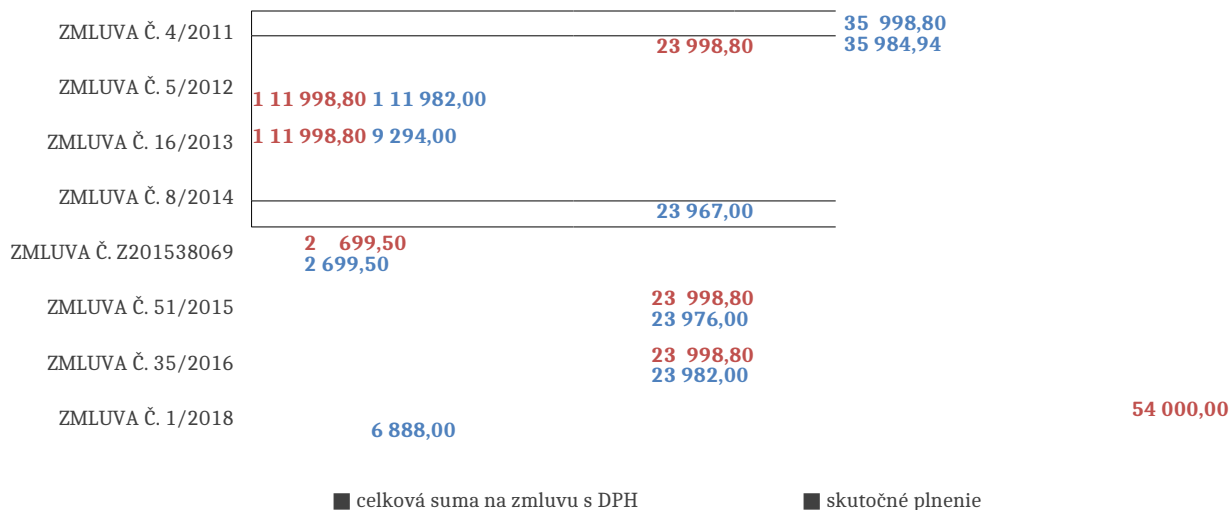 35  998,80
ZMLUVA Č. 4/2011
35 984,94
23 998,80
ZMLUVA Č. 5/2012
1 11 998,80 1 11 982,00
ZMLUVA Č. 16/2013
1 11 998,80 9 294,00
ZMLUVA Č. 8/2014
23 967,00
ZMLUVA Č. Z201538069
2    699,50
2 699,50
ZMLUVA Č. 51/2015
23  998,80
23 976,00
ZMLUVA Č. 35/2016
23  998,80
23 982,00
ZMLUVA Č. 1/2018
54 000,00
6 888,00
celková suma na zmluvu s DPH
skutočné plnenie